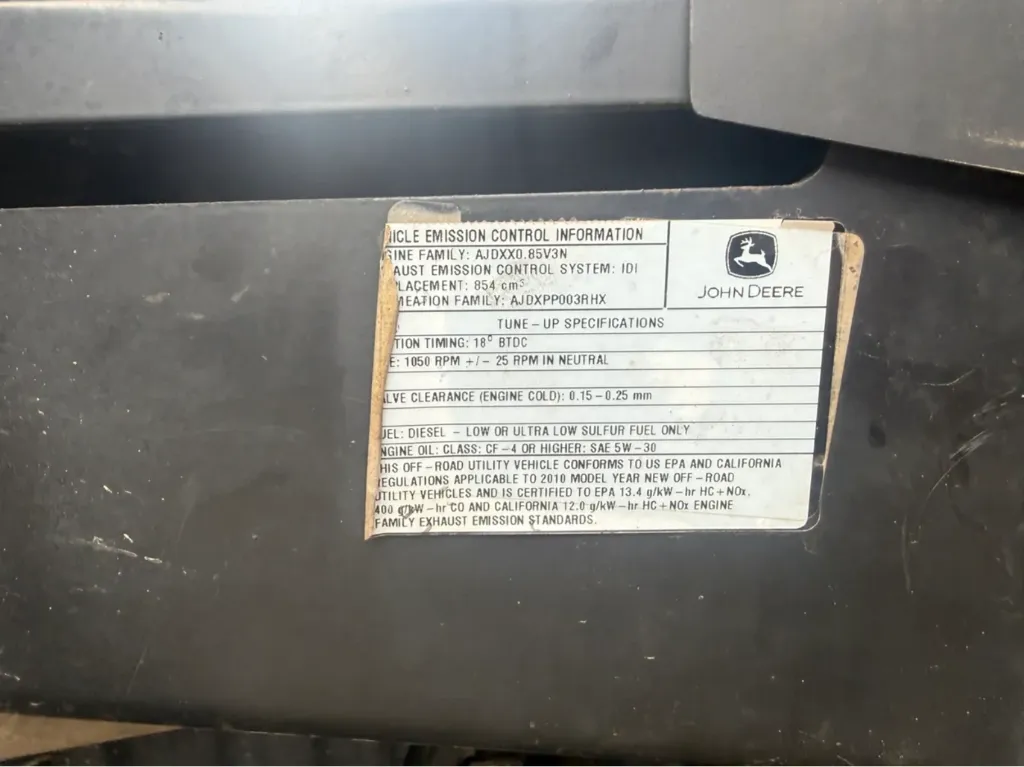 HICLE EMISSION CONTROL INFORMATION
GINE FAMILY: AJDXX0.85V3N
HAUST EMISSION CONTROL SYSTEM: IDI
PLACEMENT: 854 cm³
MEATION FAMILY: AJDXPP003RHX
JOHN DEERE
TUNE-UP SPECIFICATIONS
TION TIMING: 18° BTDC
E: 1050 RPM +/- 25 RPM IN NEUTRAL
LVE CLEARANCE (ENGINE COLD): 0.15-0.25 mm
UEL: DIESEL - LOW OR ULTRA LOW SULFUR FUEL ONLY
NGINE OIL: CLASS: CF-4 OR HIGHER: SAE 5W-30
HIS OFF-ROAD UTILITY VEHICLE CONFORMS TO US EPA AND CALIFORNIA
REGULATIONS APPLICABLE TO 2010 MODEL YEAR NEW OFF-ROAD
UTILITY VEHICLES AND IS CERTIFIED TO EPA 13.4 g/kW-hr HC+NOx,
400 g/kW-hr CO AND CALIFORNIA 12.0 g/kW-hr HC+NOx ENGINE
FAMILY EXHAUST EMISSION STANDARDS.